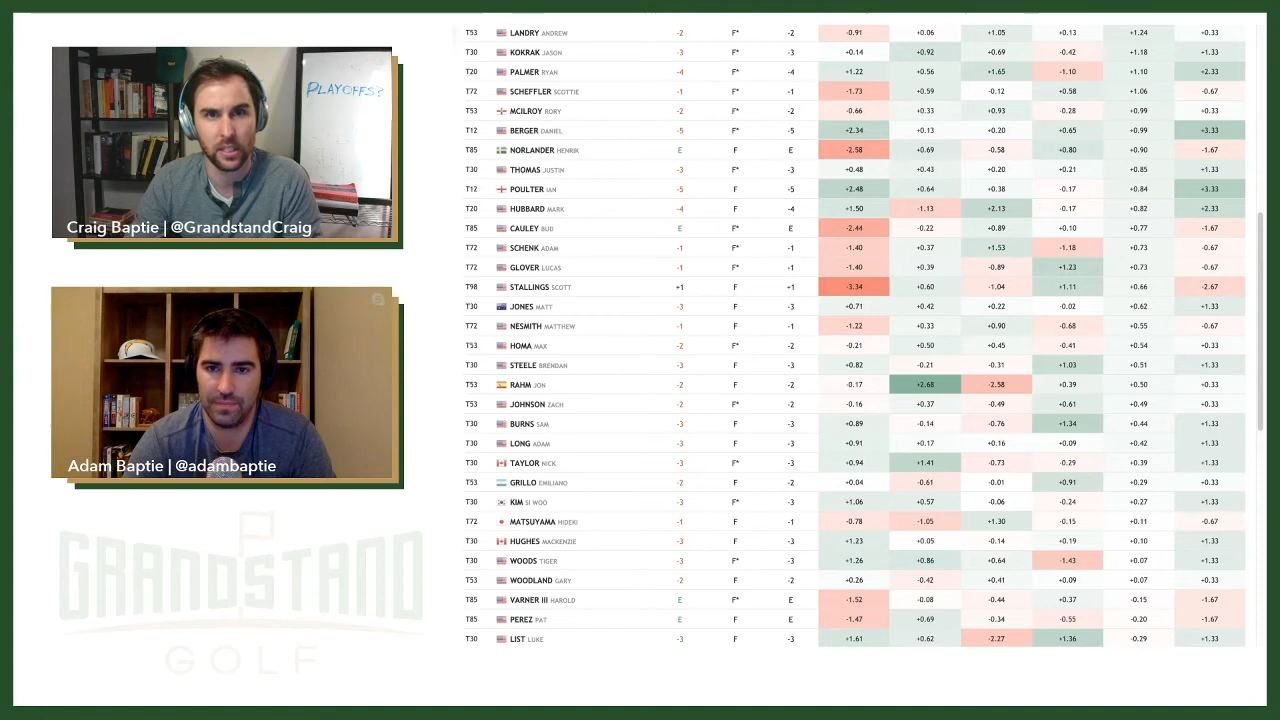 PLAYOFFS?
Craig Baptie | @GrandstandCraig
Adam Baptie | @adambaptie
GRANDSTAND
GOLF
T53 LANDRY ANDREW -2 F* -2 -0.91 +0.06 +1.05 +0.13 +1.24 +0.33
T30 KOKRAK JASON -3 F* -3 +0.14 +0.92 +0.69 -0.42 +1.18 +1.33
T20 PALMER RYAN -4 F* -4 +1.22 +0.56 +1.65 -1.10 +1.10 +2.33
T72 SCHEFFLER SCOTTIE -1 F* -1 -1.73 +0.59 -0.12 +0.58 +1.06 -0.67
T53 MCILROY RORY -2 F* -2 -0.66 +0.33 +0.93 -0.28 +0.99 +0.33
T12 BERGER DANIEL -5 F* -5 +2.34 +0.13 +0.20 +0.65 +0.99 +3.33
T85 NORLANDER HENRIK E F E -2.58 +0.69 -0.58 +0.80 +0.90 -1.67
T30 THOMAS JUSTIN -3 F* -3 +0.48 +0.43 +0.20 +0.21 +0.85 +1.33
T12 POULTER IAN -5 F -5 +2.48 +0.64 +0.38 -0.17 +0.84 +3.33
T20 HUBBARD MARK -4 F -4 +1.50 -1.13 +2.13 -0.17 +0.82 +2.33
T85 CAULEY BUD E F* E -2.44 -0.22 +0.89 +0.10 +0.77 -1.67
T72 SCHENK ADAM -1 F* -1 -1.40 +0.37 +1.53 -1.18 +0.73 -0.67
T72 GLOVER LUCAS -1 F* -1 -1.40 +0.39 -0.89 +1.23 +0.73 -0.67
T98 STALLINGS SCOTT +1 F +1 -3.34 +0.60 -1.04 +1.11 +0.66 -2.67
T30 JONES MATT -3 F -3 +0.71 +0.42 +0.22 -0.02 +0.62 +1.33
T72 NESMITH MATTHEW -1 F -1 -1.22 +0.33 +0.90 -0.68 +0.55 -0.67
T53 HOMA MAX -2 F* -2 -0.21 +0.50 +0.45 -0.41 +0.54 +0.33
T30 STEELE BRENDAN -3 F -3 +0.82 -0.21 -0.31 +1.03 +0.51 +1.33
T53 RAHM JON -2 F -2 -0.17 +2.68 -2.58 +0.39 +0.50 +0.33
T53 JOHNSON ZACH -2 F* -2 -0.16 +0.37 -0.49 +0.61 +0.49 +0.33
T30 BURNS SAM -3 F -3 +0.89 -0.14 -0.76 +1.34 +0.44 +1.33
T30 LONG ADAM -3 F -3 +0.91 +0.17 +0.16 +0.09 +0.42 +1.33
T30 TAYLOR NICK -3 F* -3 +0.94 +1.41 -0.73 -0.29 +0.39 +1.33
T53 GRILLO EMILIANO -2 F -2 +0.04 -0.61 -0.01 +0.91 +0.29 +0.33
T30 KIM SI WOO -3 F* -3 +1.06 +0.57 -0.06 -0.24 +0.27 +1.33
T72 MATSUYAMA HIDEKI -1 F -1 -0.78 -1.05 +1.30 -0.15 +0.11 -0.67
T30 HUGHES MACKENZIE -3 F -3 +1.23 +0.05 -0.14 +0.19 +0.10 +1.33
T30 WOODS TIGER -3 F* -3 +1.26 +0.86 +0.64 -1.43 +0.07 +1.33
T53 WOODLAND GARY -2 F -2 +0.26 -0.42 +0.41 +0.09 +0.07 +0.33
T85 VARNER III HAROLD E F* E -1.52 -0.08 -0.44 +0.37 -0.15 -1.67
T85 PEREZ PAT E F E -1.47 +0.69 -0.34 -0.55 -0.20 -1.67
T30 LIST LUKE -3 F -3 +1.61 +0.62 -2.27 +1.36 -0.29 +1.33